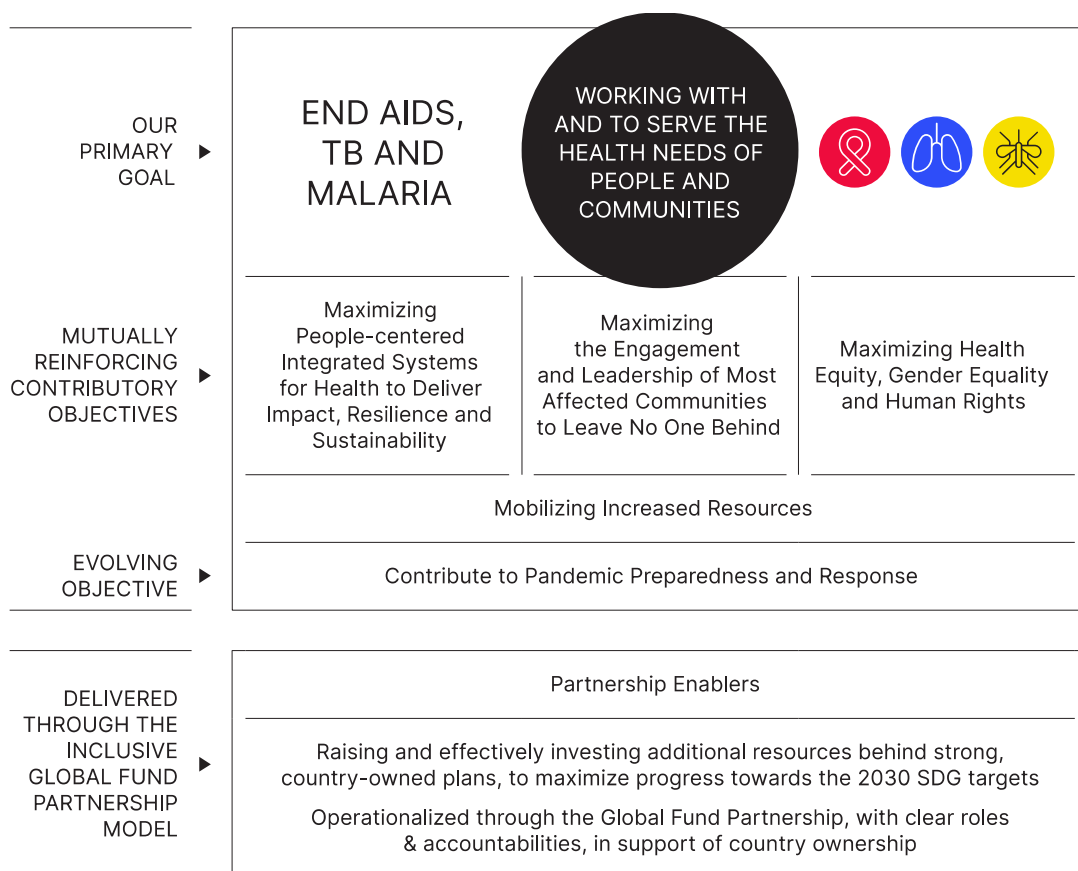 OUR
PRIMARY
GOAL
END AIDS,
TB AND
MALARIA
WORKING WITH
AND TO SERVE THE
HEALTH NEEDS OF
PEOPLE AND
COMMUNITIES
MUTUALLY
REINFORCING
CONTRIBUTORY
OBJECTIVES
Maximizing
People-centered
Integrated Systems
for Health to Deliver
Impact, Resilience and
Sustainability
Maximizing
the Engagement
and Leadership of Most
Affected Communities
to Leave No One Behind
Maximizing Health
Equity, Gender Equality
and Human Rights
Mobilizing Increased Resources
EVOLVING
OBJECTIVE
Contribute to Pandemic Preparedness and Response
DELIVERED
THROUGH THE
INCLUSIVE
GLOBAL FUND
PARTNERSHIP
MODEL
Partnership Enablers
Raising and effectively investing additional resources behind strong,
country-owned plans, to maximize progress towards the 2030 SDG targets
Operationalized through the Global Fund Partnership, with clear roles
& accountabilities, in support of country ownership